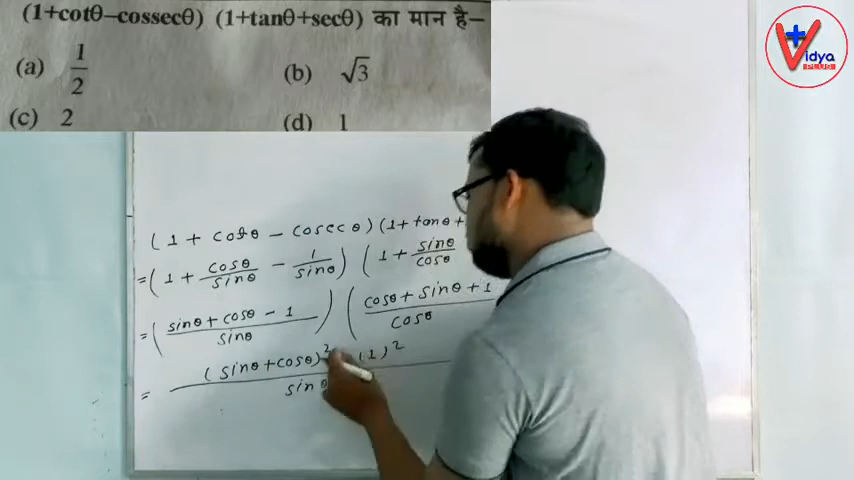 (1+cotθ–cossecθ) (1+tanθ+secθ) का मान है–
(a) 1/2 (b) √3
(c) 2 (d) 1
Vidya
PLUS
(1 + cotθ - cosecθ)(1+tanθ+
=(1 + cosθ/sinθ - 1/sinθ) (1 + sinθ/cosθ
=(sinθ + cosθ - 1/sinθ) (cosθ + sinθ + 1/cosθ
= (sinθ+cosθ)² (1)²/sinθ